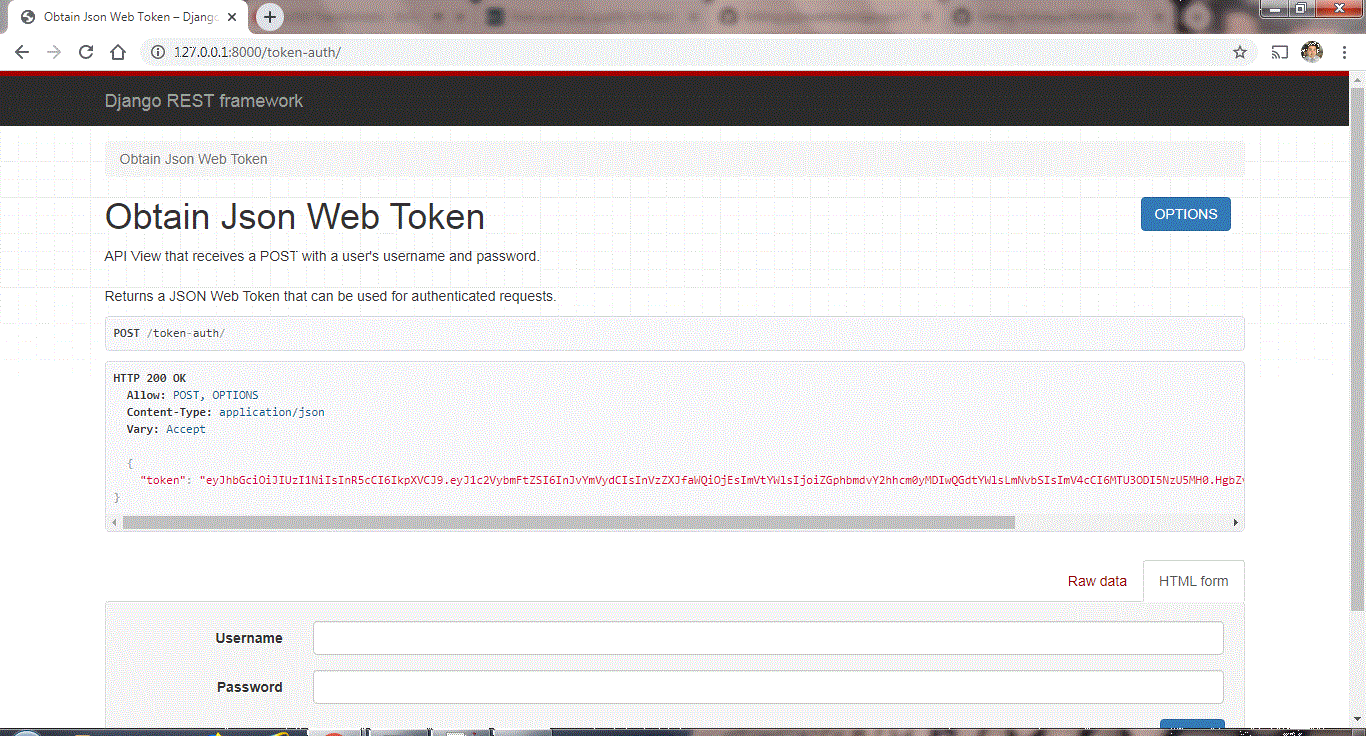 Obtain Json Web Token – Djang
127.0.0.1:8000/token-auth/
Django REST framework
Obtain Json Web Token
Obtain Json Web Token
OPTIONS
API View that receives a POST with a user's username and password.
Returns a JSON Web Token that can be used for authenticated requests.
POST /token-auth/
HTTP 200 OK
Allow: POST, OPTIONS
Content-Type: application/json
Vary: Accept
{
"token": "eyJhbGciOiJIUzI1NiIsInR5cCI6IkpXVCJ9.eyJ1c2VybmFtZSI6InJvYmVydCIsInVzZXJfaWQiOjEsImVtYWlsIjoiZGphbmdvY2hhcm0yMDIwQGdtYWlsLmNvbSIsImV4cCI6MTU3ODI5NzU5MH0.HgbZv
}
Raw data HTML form
Username
Password